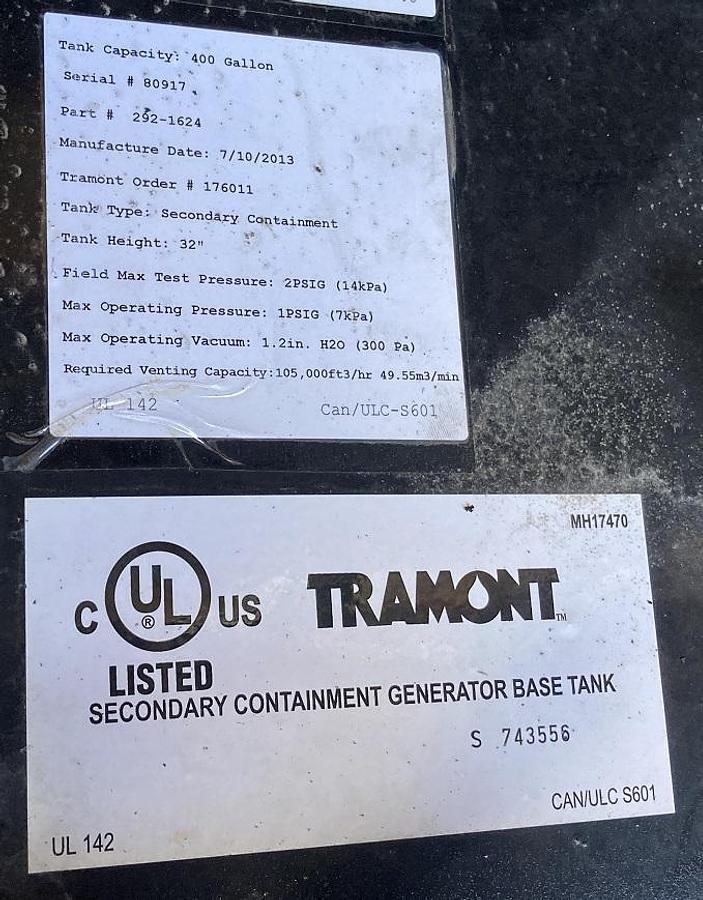 Tank Capacity: 400 Gallon
Serial # 80917
Part # 292-1624
Manufacture Date: 7/10/2013
Tramont Order # 176011
Tank Type: Secondary Containment
Tank Height: 32"
Field Max Test Pressure: 2PSIG (14kPa)
Max Operating Pressure: 1PSIG (7kPa)
Max Operating Vacuum: 1.2in. H2O (300 Pa)
Required Venting Capacity:105,000ft3/hr 49.55m3/min
UL 142 Can/ULC-S601
MH17470
C UL ® US TRAMONT™
LISTED
SECONDARY CONTAINMENT GENERATOR BASE TANK
S 743556
UL 142 CAN/ULC S601